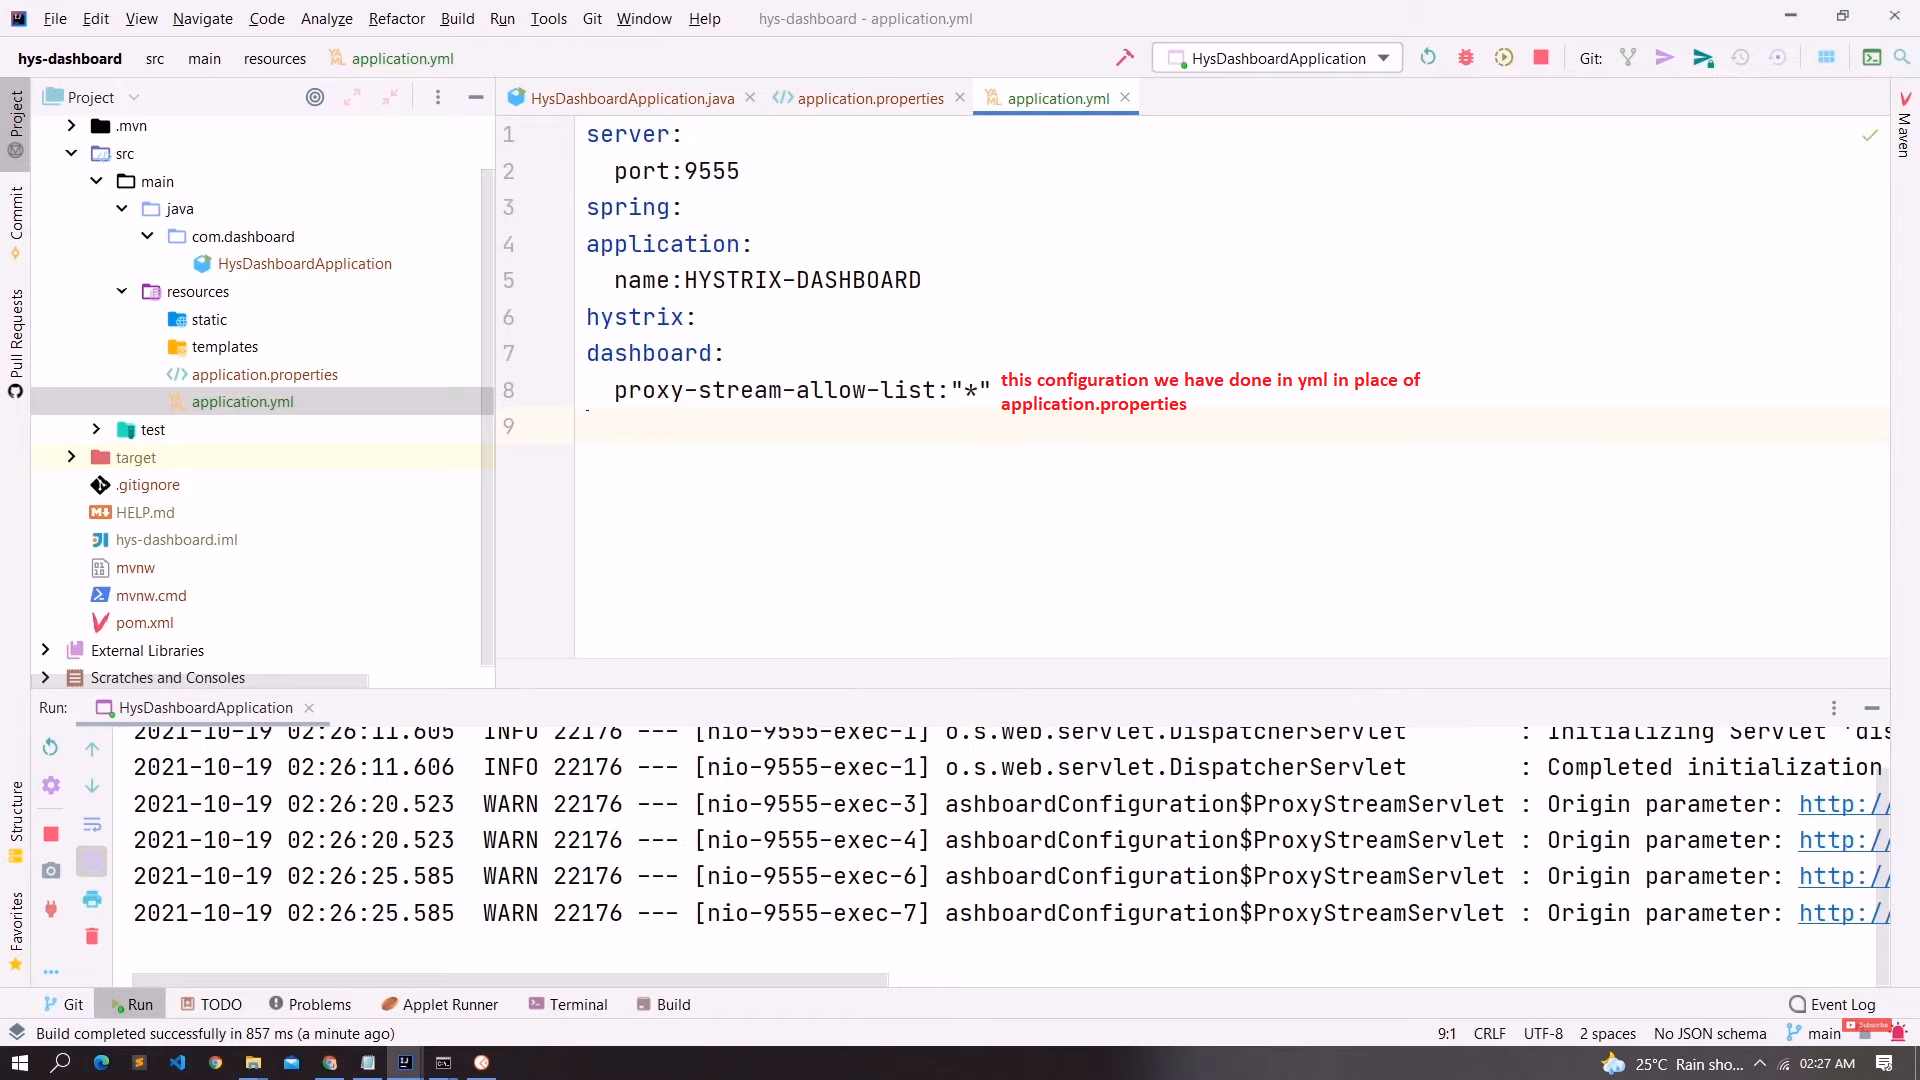 File Edit View Navigate Code Analyze Refactor Build Run Tools Git Window Help hys-dashboard - application.yml
hys-dashboard src main resources application.yml HysDashboardApplication Git:
Project HysDashboardApplication.java application.properties application.yml
.mvn
src
main
java
com.dashboard
HysDashboardApplication
resources
static
templates
application.properties
application.yml
test
target
.gitignore
HELP.md
hys-dashboard.iml
mvnw
mvnw.cmd
pom.xml
External Libraries
Scratches and Consoles
Project
Commit
Pull Requests
Structure
Favorites
Maven
1 server:
2 port:9555
3 spring:
4 application:
5 name:HYSTRIX-DASHBOARD
6 hystrix:
7 dashboard:
8 proxy-stream-allow-list:"*"
9
this configuration we have done in yml in place of
application.properties
Run: HysDashboardApplication
2021-10-19 02:26:11.605 INFO 22176 --- [nio-9555-exec-1] o.s.web.servlet.DispatcherServlet : Initializing Servlet 'dis
2021-10-19 02:26:11.606 INFO 22176 --- [nio-9555-exec-1] o.s.web.servlet.DispatcherServlet : Completed initialization
2021-10-19 02:26:20.523 WARN 22176 --- [nio-9555-exec-3] ashboardConfiguration$ProxyStreamServlet : Origin parameter: http:/
2021-10-19 02:26:20.523 WARN 22176 --- [nio-9555-exec-4] ashboardConfiguration$ProxyStreamServlet : Origin parameter: http:/
2021-10-19 02:26:25.585 WARN 22176 --- [nio-9555-exec-6] ashboardConfiguration$ProxyStreamServlet : Origin parameter: http:/
2021-10-19 02:26:25.585 WARN 22176 --- [nio-9555-exec-7] ashboardConfiguration$ProxyStreamServlet : Origin parameter: http:/
Git Run TODO Problems Applet Runner Terminal Build Event Log
Build completed successfully in 857 ms (a minute ago) 9:1 CRLF UTF-8 2 spaces No JSON schema main Subscribe
25°C Rain sho... 02:27 AM